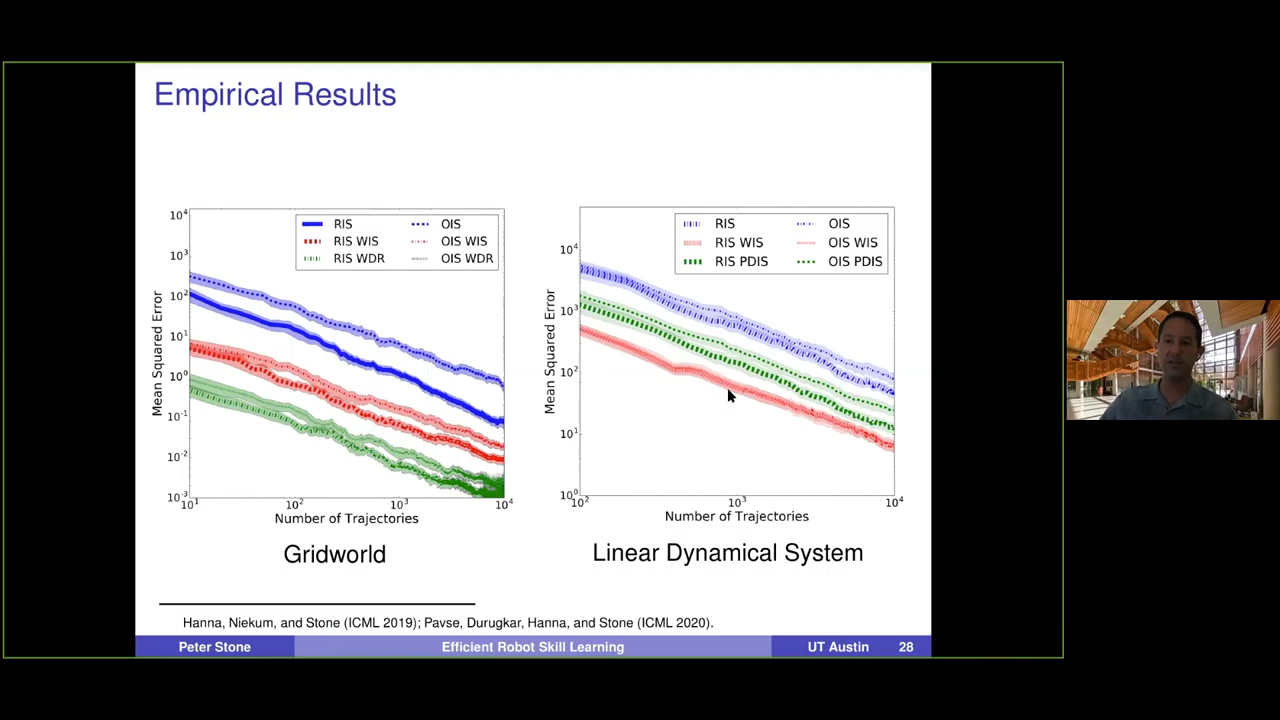 Empirical Results
10^4
10^3
10^2
10^1
10^0
10^-1
10^-2
10^-3
Mean Squared Error
RIS
OIS
RIS WIS
OIS WIS
RIS WDR
OIS WDR
10^1
10^2
10^3
10^4
Number of Trajectories
Gridworld
10^4
10^3
10^2
10^1
10^0
Mean Squared Error
RIS
OIS
RIS WIS
OIS WIS
RIS PDIS
OIS PDIS
10^2
10^3
10^4
Number of Trajectories
Linear Dynamical System
Hanna, Niekum, and Stone (ICML 2019); Pavse, Durugkar, Hanna, and Stone (ICML 2020).
Peter Stone
Efficient Robot Skill Learning
UT Austin
28